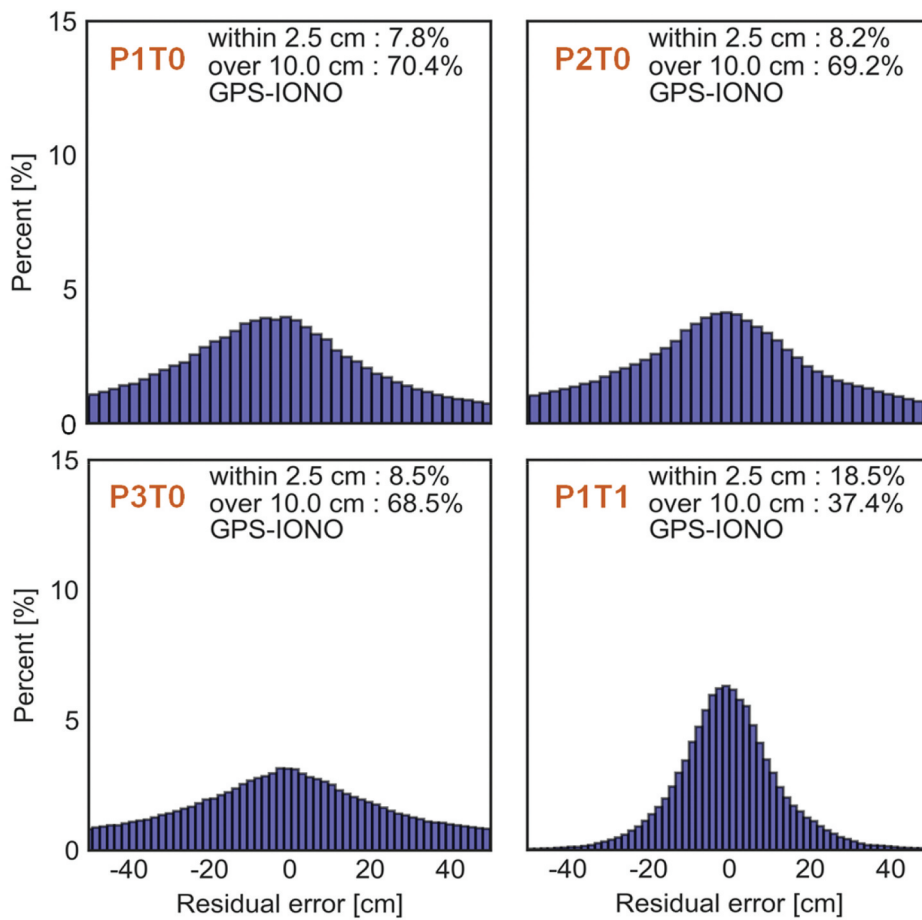 15
P1T0
within 2.5 cm : 7.8%
over 10.0 cm : 70.4%
GPS-IONO
10
5
0
Percent [%]
P2T0
within 2.5 cm : 8.2%
over 10.0 cm : 69.2%
GPS-IONO
15
P3T0
within 2.5 cm : 8.5%
over 10.0 cm : 68.5%
GPS-IONO
10
5
0
Percent [%]
-40 -20 0 20 40
Residual error [cm]
P1T1
within 2.5 cm : 18.5%
over 10.0 cm : 37.4%
GPS-IONO
-40 -20 0 20 40
Residual error [cm]